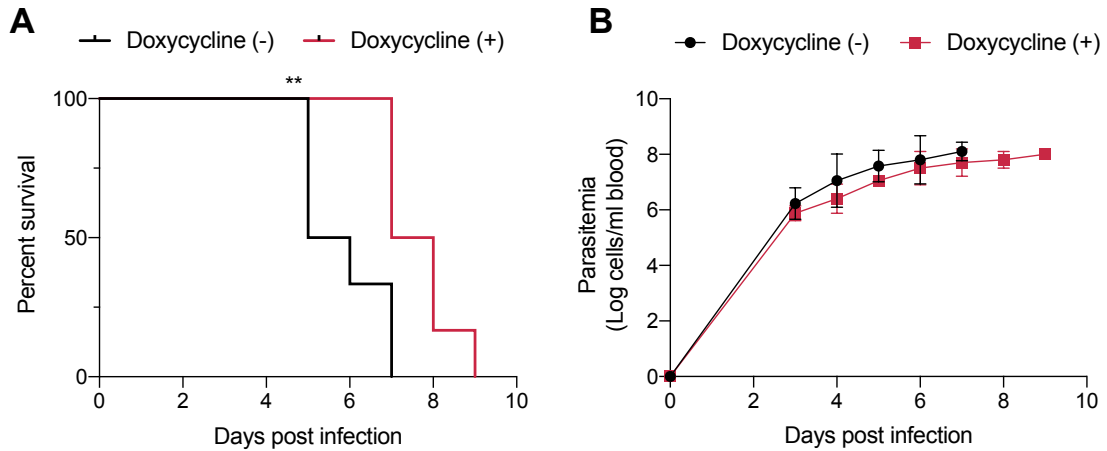 A
Doxycycline (-) Doxycycline (+)
**
100
50
0
Percent survival
0 2 4 6 8 10
Days post infection
B
Doxycycline (-) Doxycycline (+)
10
8
6
4
2
0
Parasitemia
(Log cells/ml blood)
0 2 4 6 8 10
Days post infection